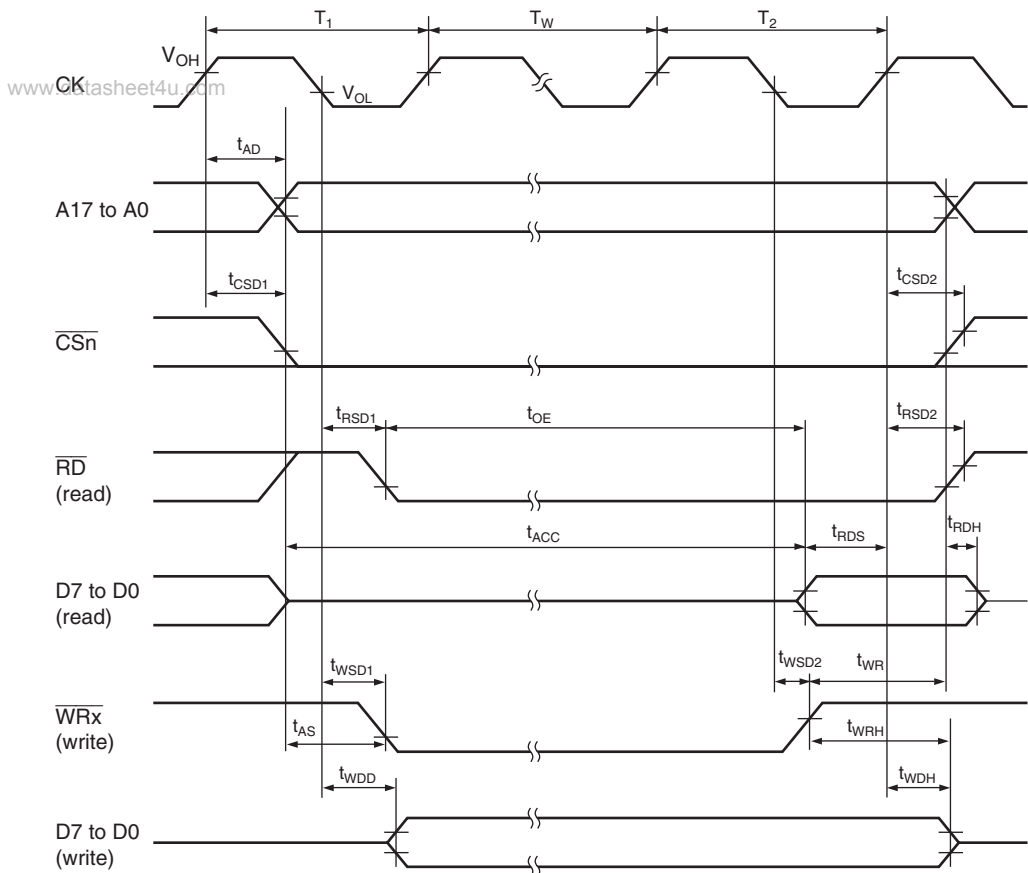 T1 TW T2
VOH
CK
VOL
www.datasheet4u.com
tAD
A17 to A0
tCSD1 tCSD2
CSn
tRSD1 tOE tRSD2
RD
(read)
tACC tRDS tRDH
D7 to D0
(read)
tWSD1 tWSD2 tWR
WRx
(write)
tAS tWRH
tWDD tWDH
D7 to D0
(write)